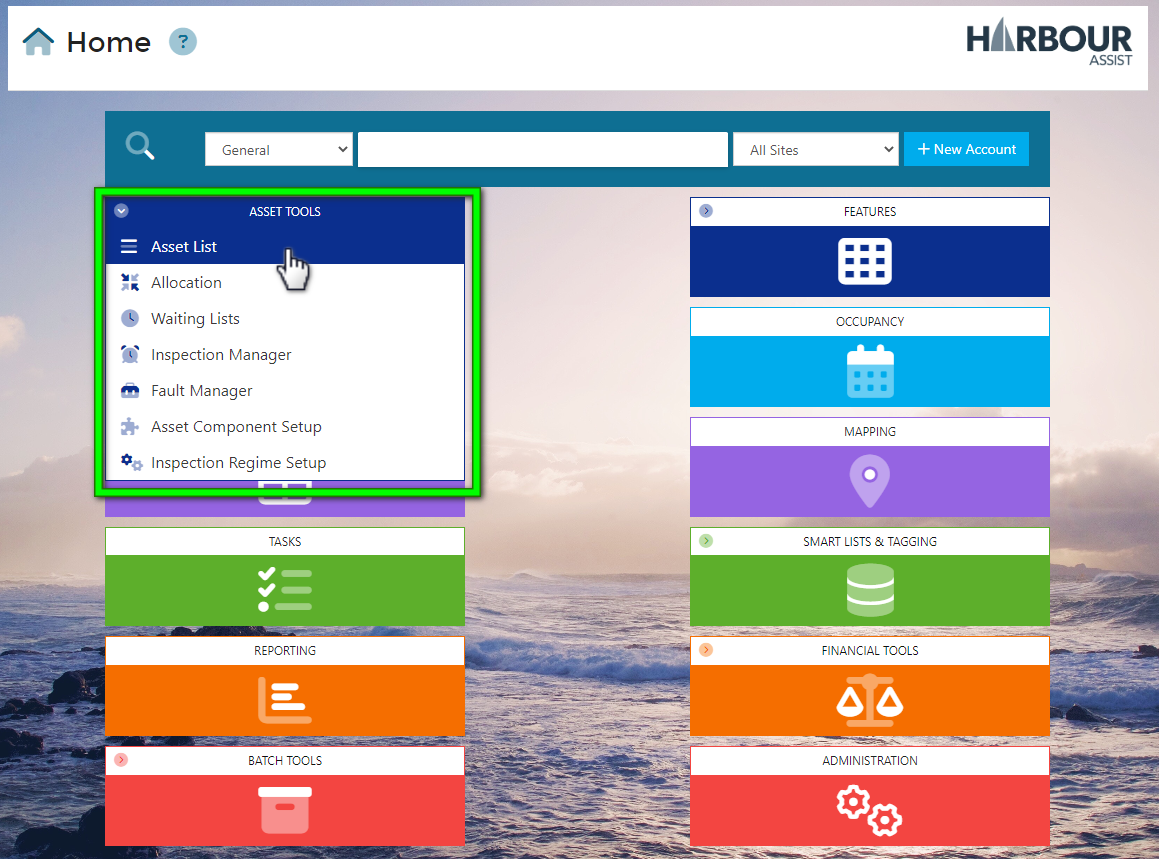 Home ?
HARBOUR
ASSIST
General
All Sites
+ New Account
ASSET TOOLS
Asset List
Allocation
Waiting Lists
Inspection Manager
Fault Manager
Asset Component Setup
Inspection Regime Setup
FEATURES
OCCUPANCY
MAPPING
TASKS
SMART LISTS & TAGGING
REPORTING
FINANCIAL TOOLS
BATCH TOOLS
ADMINISTRATION